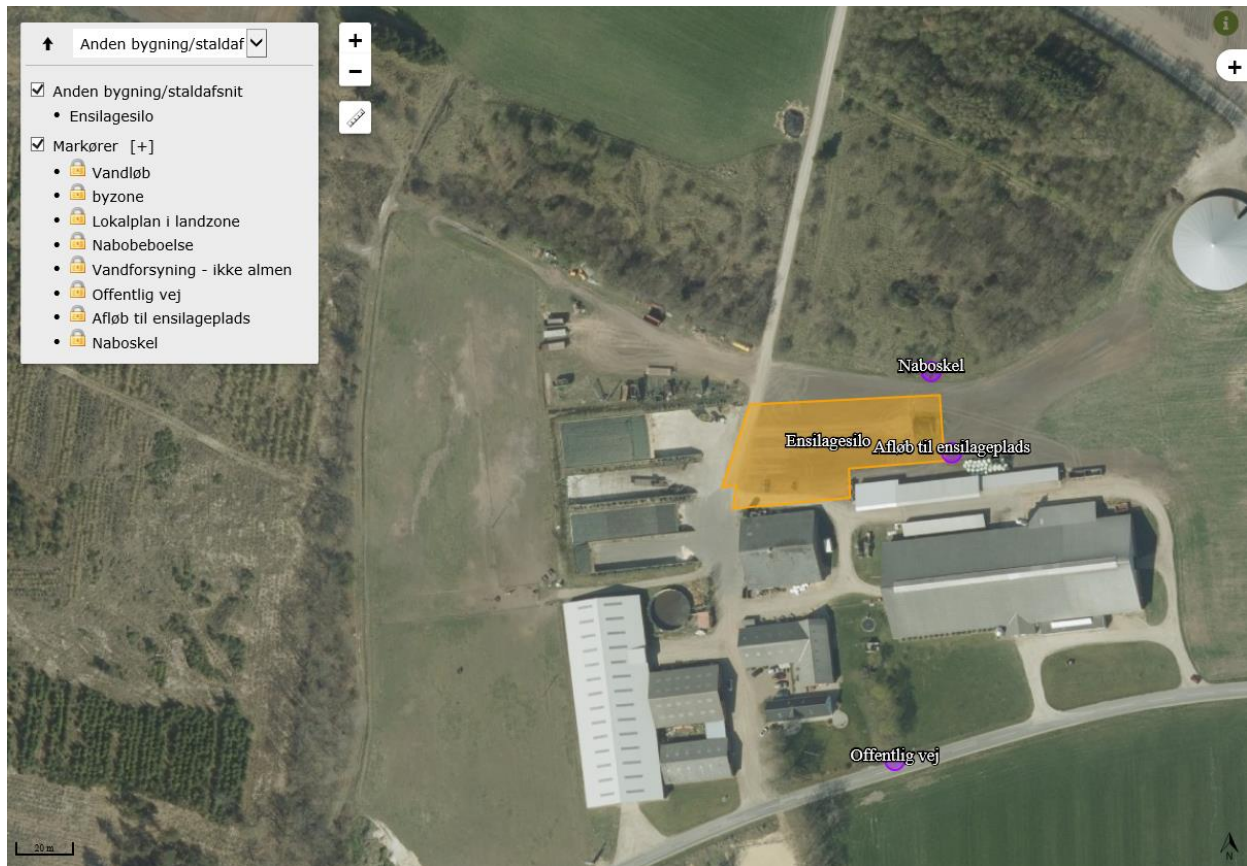 Anden bygning/staldaf
Anden bygning/staldafsnit
Ensilagesilo
Markører [+]
Vandløb
byzone
Lokalplan i landzone
Nabobeboelse
Vandforsyning - ikke almen
Offentlig vej
Afløb til ensilageplads
Naboskel
+
−
i
+
Naboskel
Ensilagesilo
Afløb til ensilageplads
Offentlig vej
20 m
N